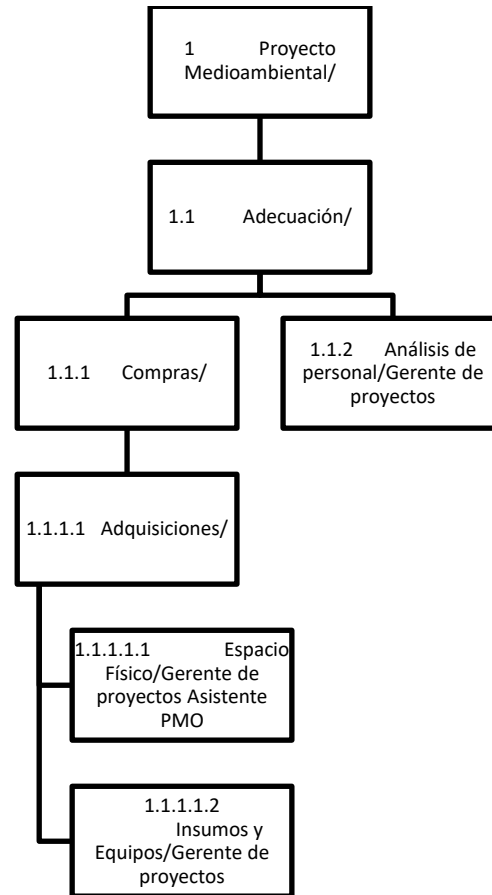 1 Proyecto
Medioambiental/
1.1 Adecuación/
1.1.1 Compras/
1.1.2 Análisis de
personal/Gerente de
proyectos
1.1.1.1 Adquisiciones/
1.1.1.1.1 Espacio
Físico/Gerente de
proyectos Asistente
PMO
1.1.1.1.2
Insumos y
Equipos/Gerente de
proyectos